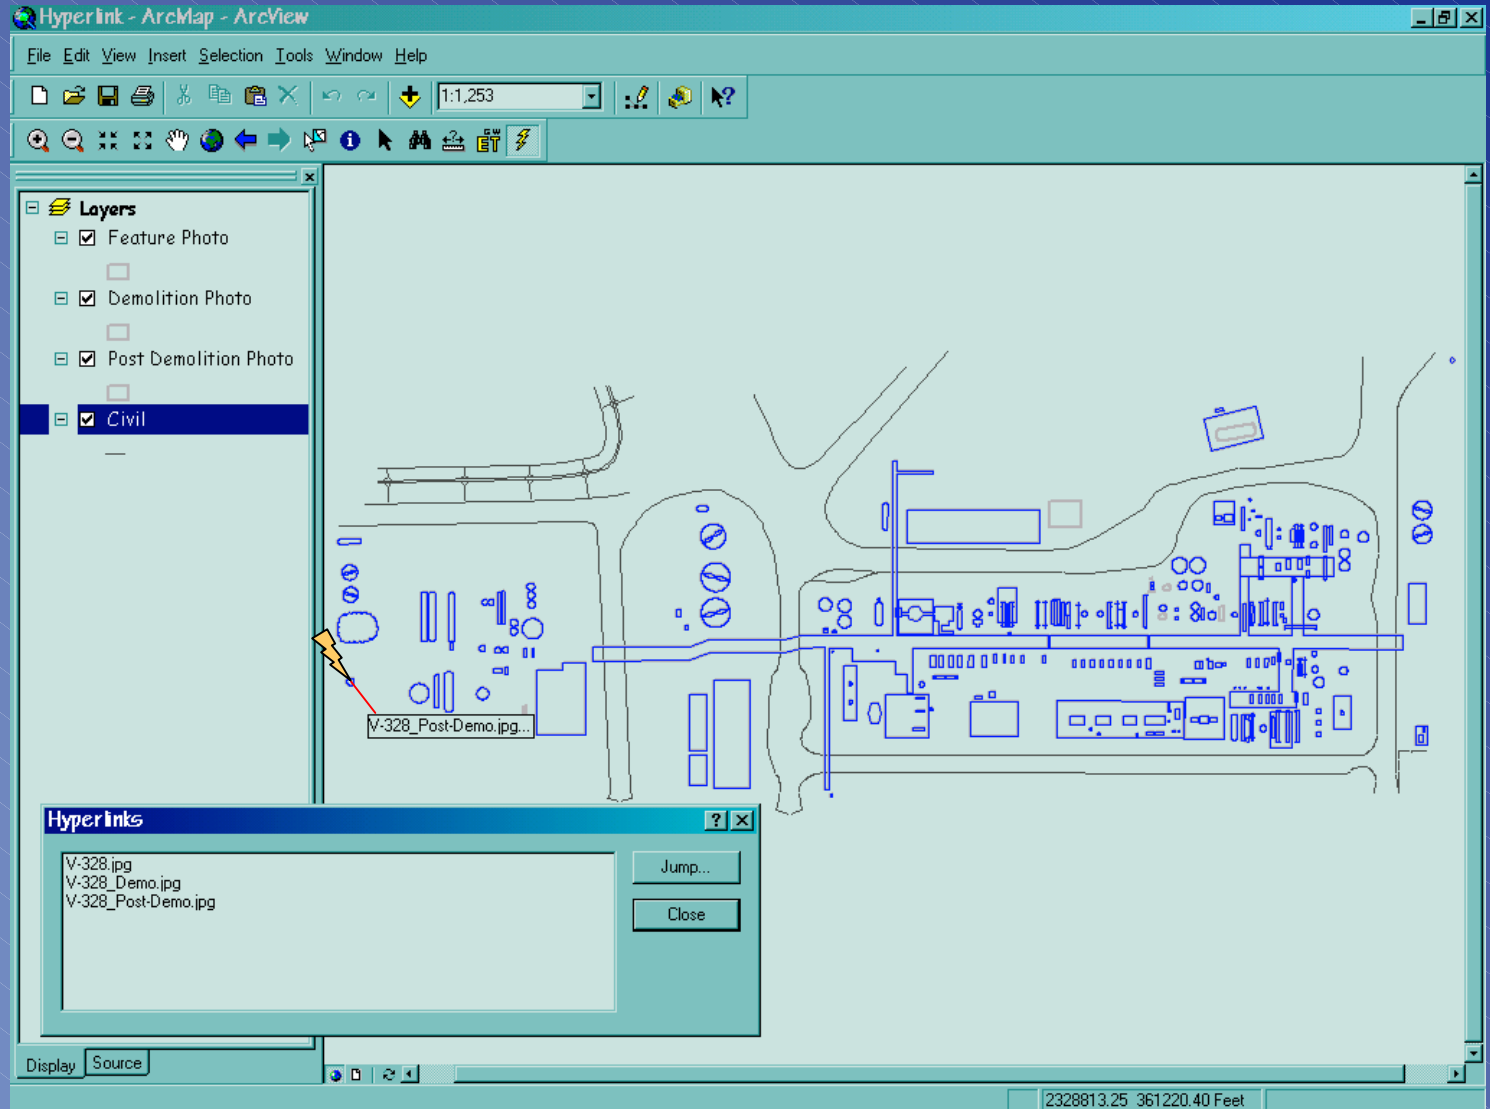 Hyperlink - ArcMap - ArcView
File Edit View Insert Selection Tools Window Help
1:1,253
GW
ET
Layers
Feature Photo
Demolition Photo
Post Demolition Photo
Civil
V-328_Post-Demo.jpg...
Hyperlinks
V-328.jpg
V-328_Demo.jpg
V-328_Post-Demo.jpg
Jump...
Close
Display Source
2328813.25 361220.40 Feet